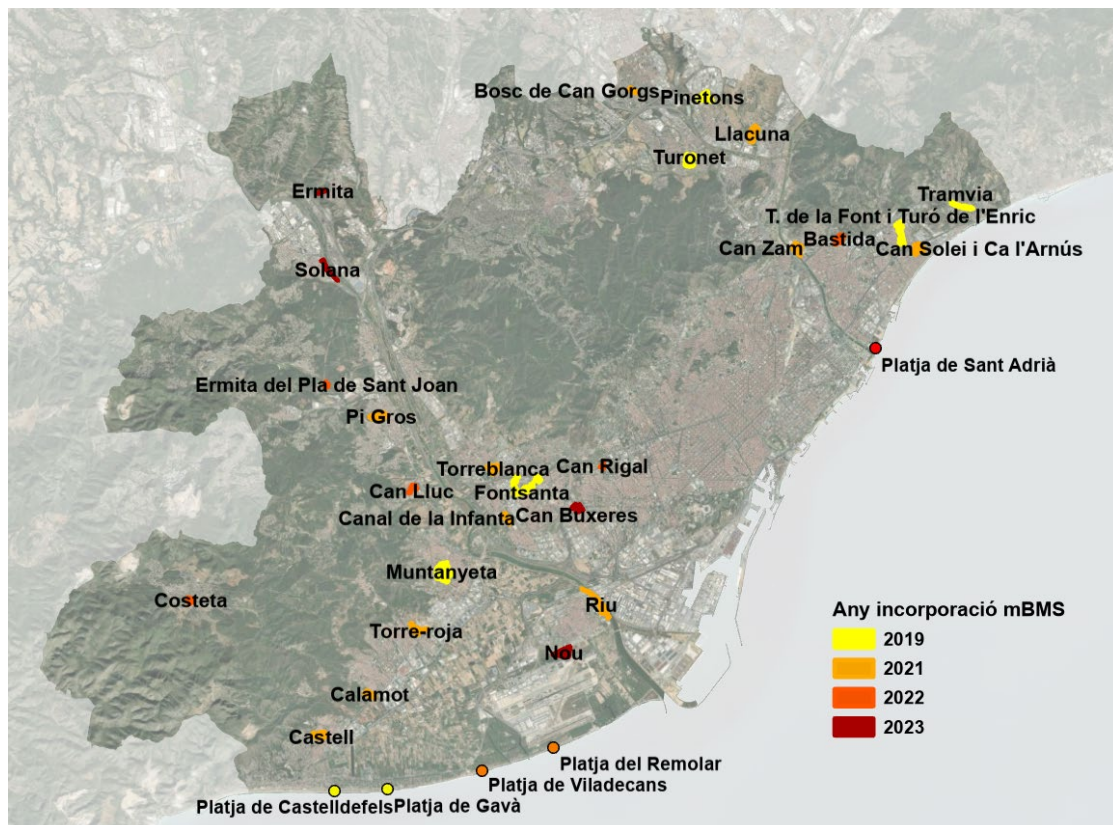 Bosc de Can Gorgs
Pinetons
Llacuna
Turonet
Ermita
Tramvia
T. de la Font i Turó de l'Enric
Bastida
Can Zam
Can Solei i Ca l'Arnús
Solana
Platja de Sant Adrià
Ermita del Pla de Sant Joan
Pi Gros
Torreblanca
Can Rigal
Can Lluc
Fontsanta
Canal de la Infanta
Can Buxeres
Muntanyeta
Costeta
Riu
Any incorporació mBMS
2019
2021
2022
2023
Torre-roja
Nou
Calamot
Castell
Platja del Remolar
Platja de Viladecans
Platja de Castelldefels
Platja de Gavà